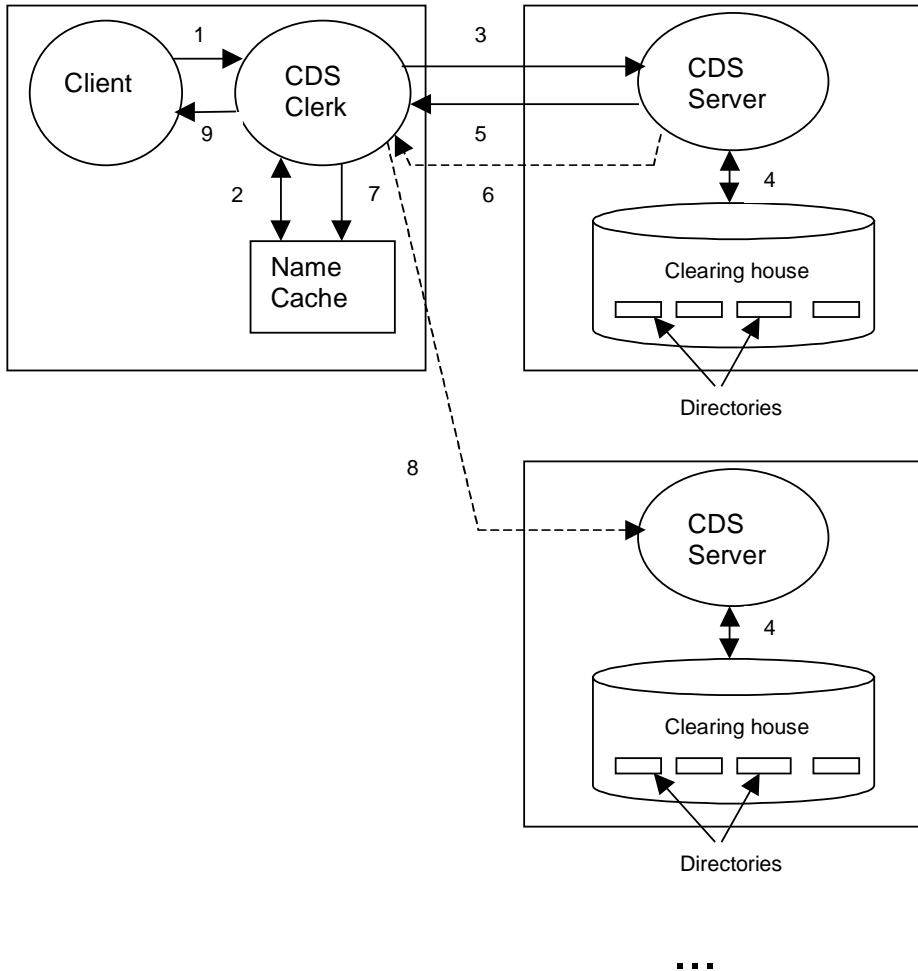 1
3
Client
CDS
Clerk
CDS
Server
9
5
2
7
6
4
Name
Cache
Clearing house
Directories
8
CDS
Server
4
Clearing house
Directories
...